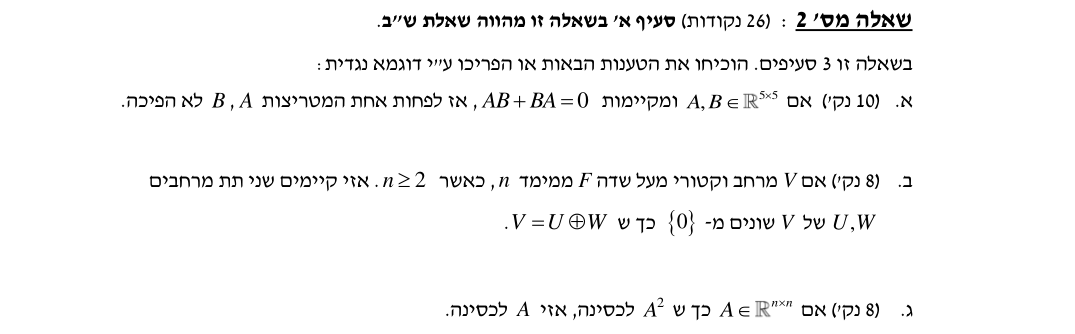 שאלה מס' 2 : (26 נקודות) סעיף א' בשאלה זו מהווה שאלת ש"ב.
בשאלה זו 3 סעיפים. הוכיחו את הטענות הבאות או הפריכו ע"י דוגמא נגדית :
א. (10 נק') אם A, B ∈ ℝ^{5×5} ומקיימות AB + BA = 0 , אז לפחות אחת המטריצות B , A לא הפיכה.
ב. (8 נק') אם V מרחב וקטורי מעל שדה F ממימד n , כאשר n ≥ 2 . אזי קיימים שני תת מרחבים
U,W של V שונים מ- {0} כך ש V = U ⊕ W .
ג. (8 נק') אם A ∈ ℝ^{n×n} כך ש A^2 לכסינה, אזי A לכסינה.